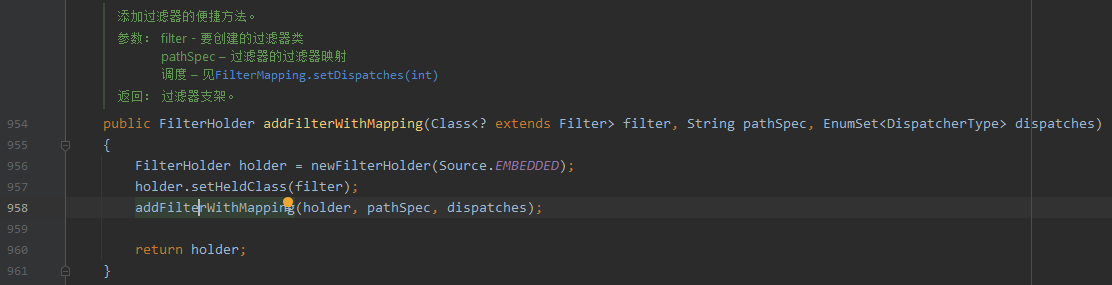 添加过滤器的便捷方法。
参数: filter - 要创建的过滤器类
pathSpec – 过滤器的过滤器映射
调度 – 见FilterMapping.setDispatches(int)
返回: 过滤器支架。
954 public FilterHolder addFilterWithMapping(Class<? extends Filter> filter, String pathSpec, EnumSet<DispatcherType> dispatches)
955 {
956 FilterHolder holder = newFilterHolder(Source.EMBEDDED);
957 holder.setHeldClass(filter);
958 addFilterWithMapping(holder, pathSpec, dispatches);
959
960 return holder;
961 }